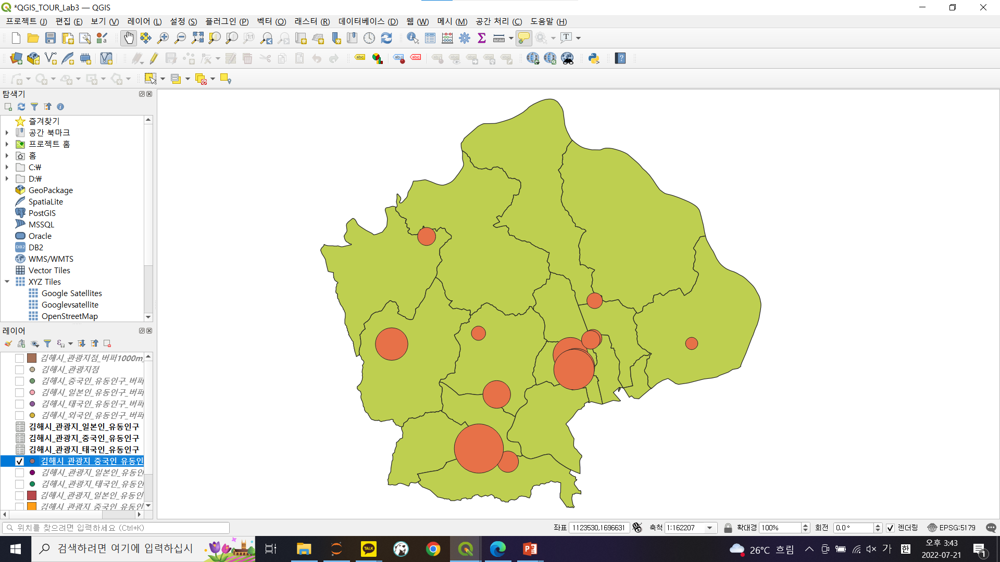 *QGIS_TOUR_Lab3 — QGIS
프로젝트 (J) 편집 (E) 보기 (V) 레이어 (L) 설정 (S) 플러그인 (P) 벡터 (O) 래스터 (R) 데이터베이스 (D) 웹 (W) 메시 (M) 공간 처리 (C) 도움말 (H)
탐색기
즐겨찾기
공간 북마크
프로젝트 홈
홈
C:₩
D:₩
GeoPackage
SpatiaLite
PostGIS
MSSQL
Oracle
DB2
WMS/WMTS
Vector Tiles
XYZ Tiles
Google Satellites
Googlevsatellite
OpenStreetMap
레이어
김해시_관광지점_버퍼1000m_
김해시_관광지점
김해시_중국인_유동인구_버퍼
김해시_일본인_유동인구_버퍼
김해시_태국인_유동인구_버퍼
김해시_외국인_유동인구_버퍼
김해시_관광지_일본인_유동인구
김해시_관광지_중국인_유동인구
김해시_관광지_태국인_유동인구
김해시_관광지_중국인_유동인
김해시_관광지_일본인_유동인
김해시_관광지_태국인_유동인
김해시_관광지_일본인_유동인
김해시_관광지_중국인_유동인
위치를 찾으려면 입력하세요 (Ctrl+K)
좌표 1123530,1696631 축척 1:162207 확대경 100% 회전 0.0 ° 렌더링 EPSG:5179
검색하려면 여기에 입력하십시
TALK
26°C 흐림
가
한
오후 3:43
2022-07-21
1